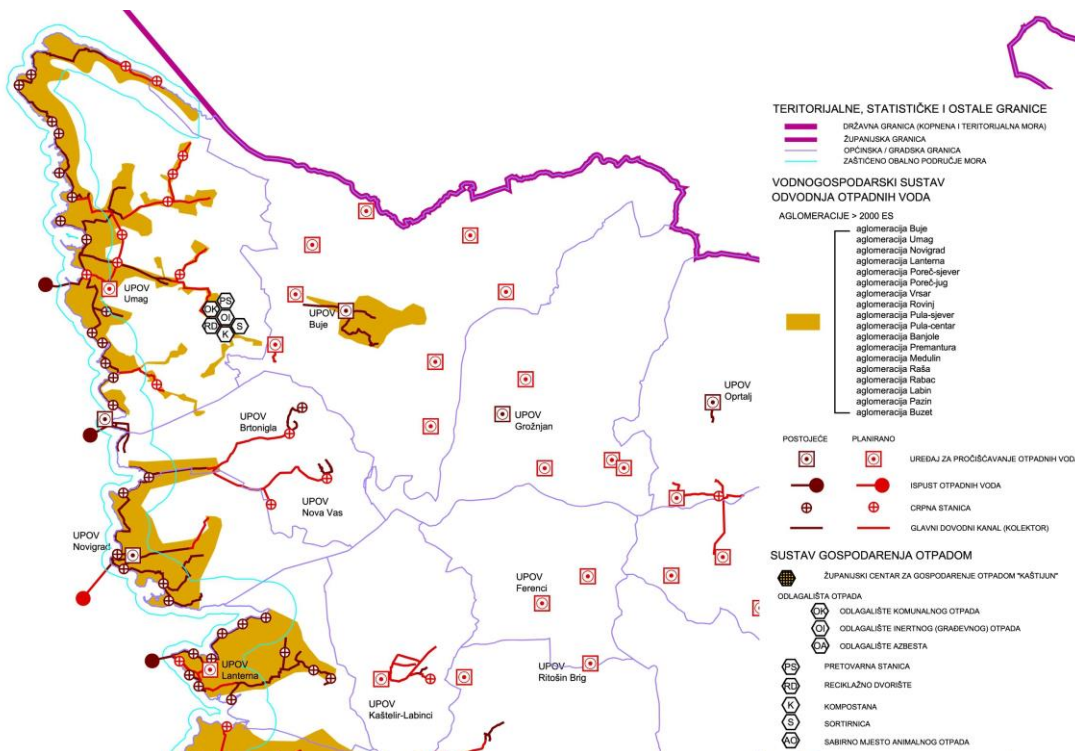 TERITORIJALNE, STATISTIČKE I OSTALE GRANICE
DRŽAVNA GRANICA (KOPNENA I TERITORIJALNA MORA)
ŽUPANIJSKA GRANICA
OPĆINSKA / GRADSKA GRANICA
ZAŠTIĆENO OBALNO PODRUČJE MORA
VODNOGOSPODARSKI SUSTAV
ODVODNJA OTPADNIH VODA
AGLOMERACIJE > 2000 ES
aglomeracija Buje
aglomeracija Umag
aglomeracija Novigrad
aglomeracija Lanterna
aglomeracija Poreč-sjever
aglomeracija Poreč-jug
aglomeracija Vrsar
aglomeracija Rovinj
aglomeracija Pula-sjever
aglomeracija Pula-centar
aglomeracija Banjole
aglomeracija Premantura
aglomeracija Medulin
aglomeracija Raša
aglomeracija Rabac
aglomeracija Labin
aglomeracija Pazin
aglomeracija Buzet
POSTOJEĆE PLANIRANO
UREĐAJ ZA PROČIŠĆAVANJE OTPADNIH VODA
ISPUST OTPADNIH VODA
CRPNA STANICA
GLAVNI DOVODNI KANAL (KOLEKTOR)
SUSTAV GOSPODARENJA OTPADOM
ŽUPANIJSKI CENTAR ZA GOSPODARENJE OTPADOM "KAŠTIJUN"
ODLAGALIŠTA OTPADA
OK ODLAGALIŠTE KOMUNALNOG OTPADA
OI ODLAGALIŠTE INERTNOG (GRAĐEVNOG) OTPADA
OA ODLAGALIŠTE AZBESTA
PS PRETOVARNA STANICA
RD RECIKLAŽNO DVORIŠTE
K KOMPOSTANA
S SORTIRNICA
AO SABIRNO MJESTO ANIMALNOG OTPADA
UPOV
Umag
PS
OK
OI
RD
S
K
UPOV
Buje
UPOV
Oprtalj
UPOV
Grožnjan
UPOV
Brtonigla
UPOV
Nova Vas
UPOV
Novigrad
UPOV
Ferenci
UPOV
Lanterna
UPOV
Ritošin Brig
UPOV
Kaštelir-Labinci